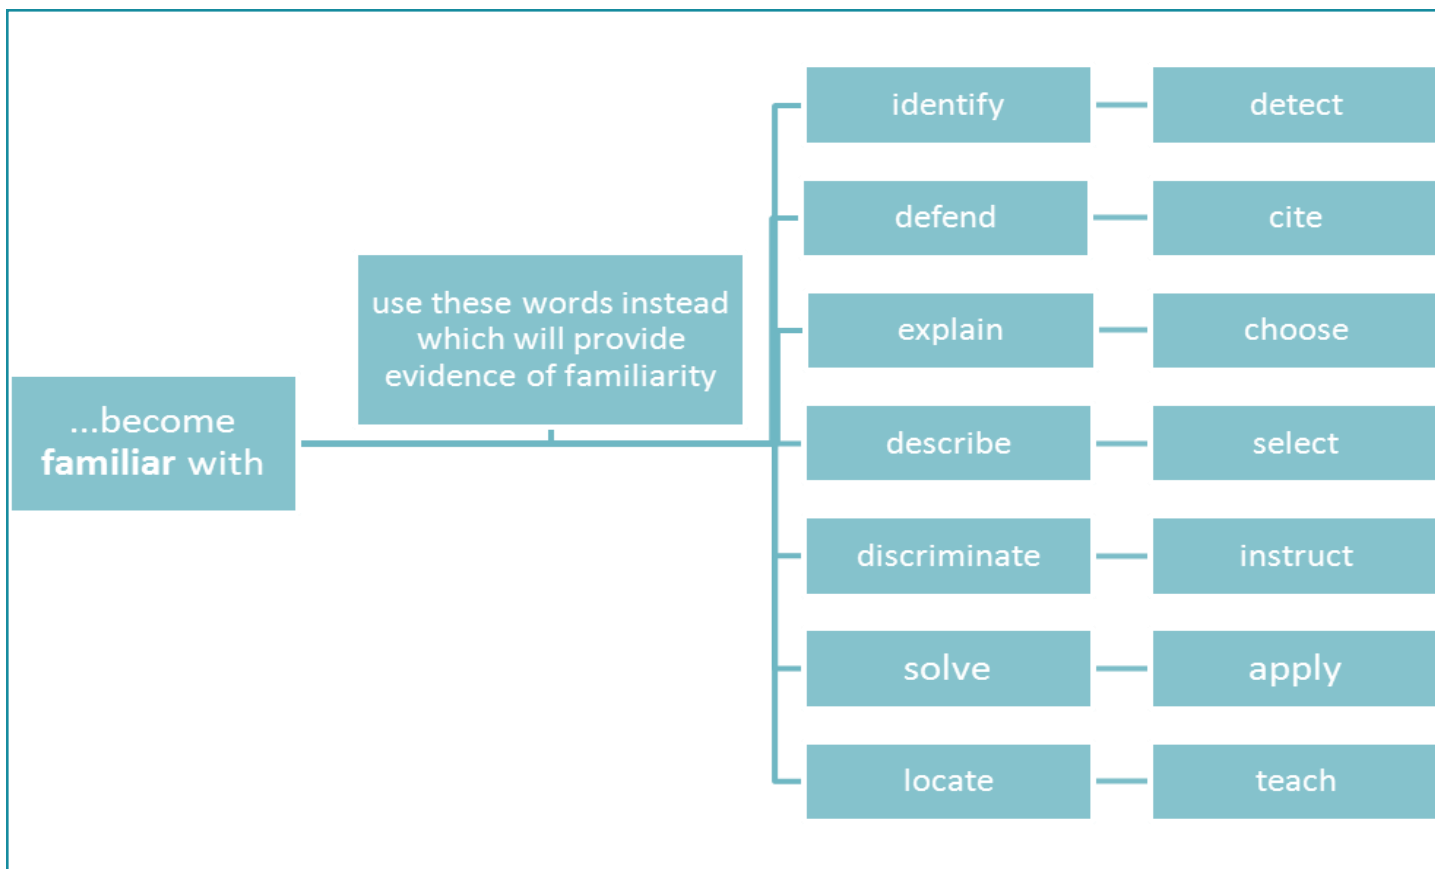 ...become
familiar with
use these words instead
which will provide
evidence of familiarity
identify
detect
defend
cite
explain
choose
describe
select
discriminate
instruct
solve
apply
locate
teach